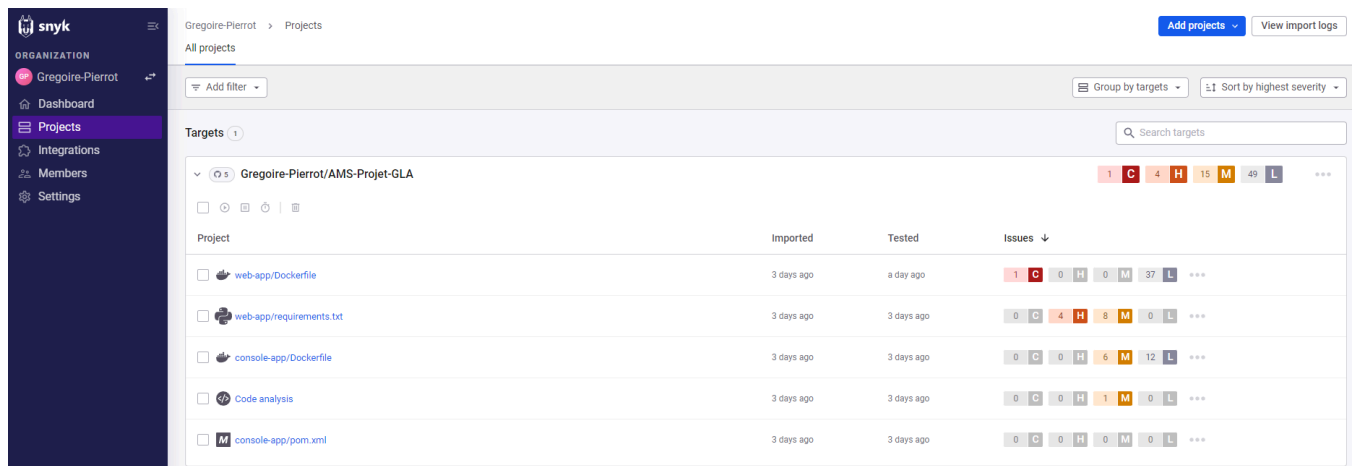 snyk
ORGANIZATION
GP Gregoire-Pierrot
Dashboard
Projects
Integrations
Members
Settings
Gregoire-Pierrot > Projects
Add projects
View import logs
All projects
Add filter
Group by targets
Sort by highest severity
Targets 1
Search targets
5 Gregoire-Pierrot/AMS-Projet-GLA
1 C 4 H 15 M 49 L
Project Imported Tested Issues
web-app/Dockerfile 3 days ago a day ago 1 C 0 H 0 M 37 L
web-app/requirements.txt 3 days ago 3 days ago 0 C 4 H 8 M 0 L
console-app/Dockerfile 3 days ago 3 days ago 0 C 0 H 6 M 12 L
Code analysis 3 days ago 3 days ago 0 C 0 H 1 M 0 L
M console-app/pom.xml 3 days ago 3 days ago 0 C 0 H 0 M 0 L